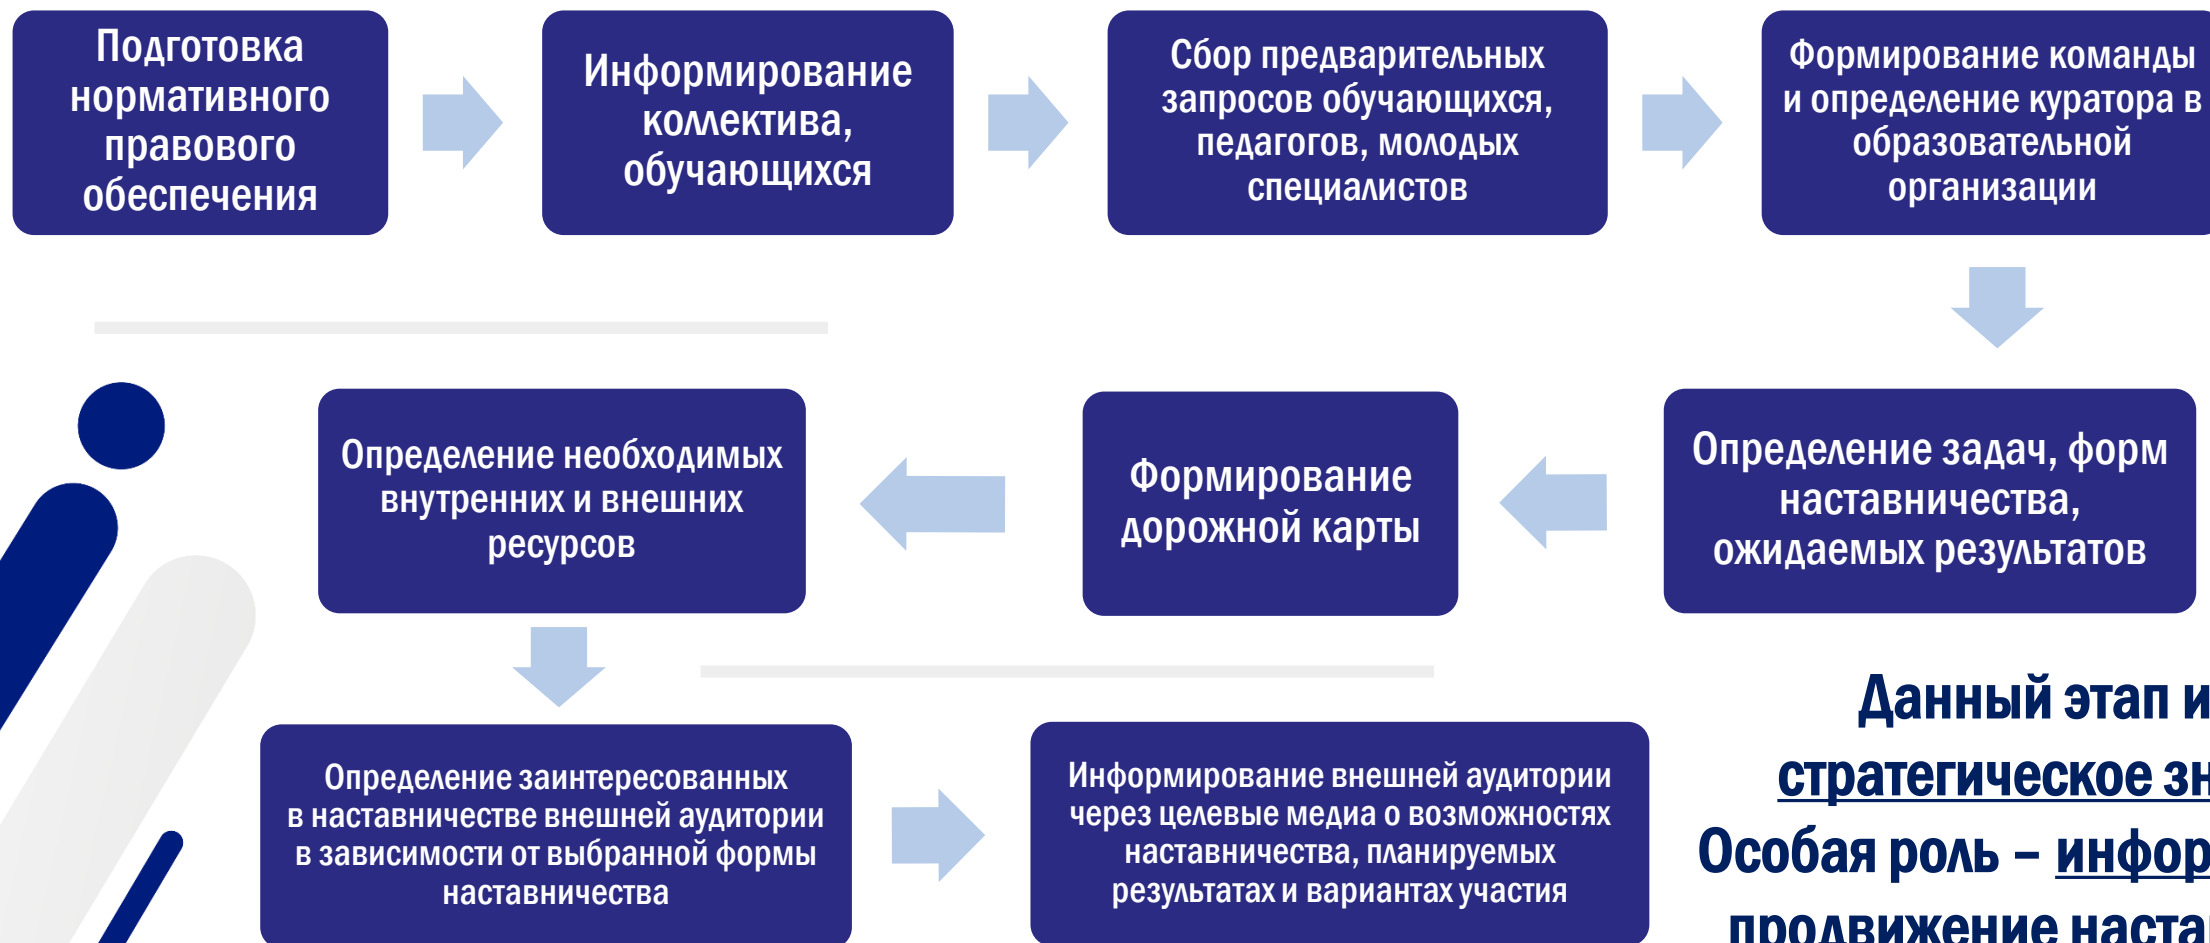 Подготовка
нормативного
правового
обеспечения
Информирование
коллектива,
обучающихся
Сбор предварительных
запросов обучающихся,
педагогов, молодых
специалистов
Формирование команды
и определение куратора в
образовательной
организации
Определение задач, форм
наставничества,
ожидаемых результатов
Формирование
дорожной карты
Определение необходимых
внутренних и внешних
ресурсов
Определение заинтересованных
в наставничестве внешней аудитории
в зависимости от выбранной формы
наставничества
Информирование внешней аудитории
через целевые медиа о возможностях
наставничества, планируемых
результатах и вариантах участия
Данный этап
стратегическое
Особая роль –
продвижение